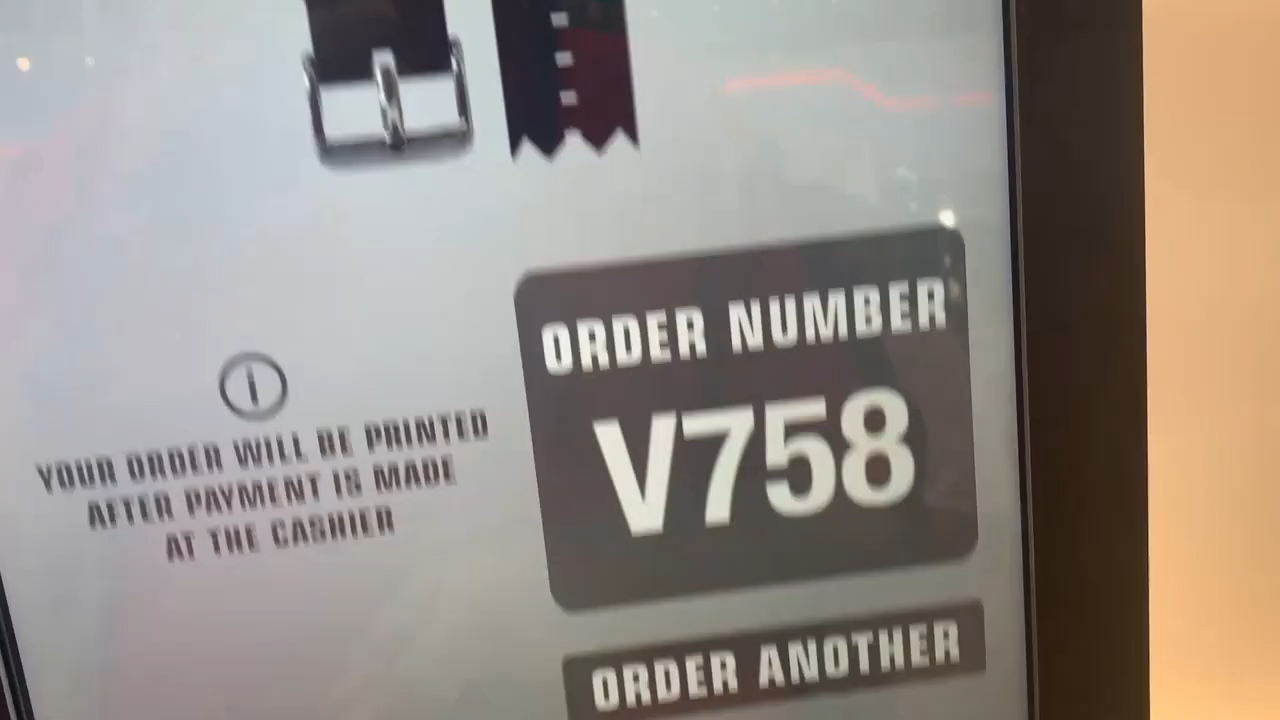 YOUR ORDER WILL BE PRINTED
AFTER PAYMENT IS MADE
AT THE CASHIER
ORDER NUMBER
V758
ORDER ANOTHER